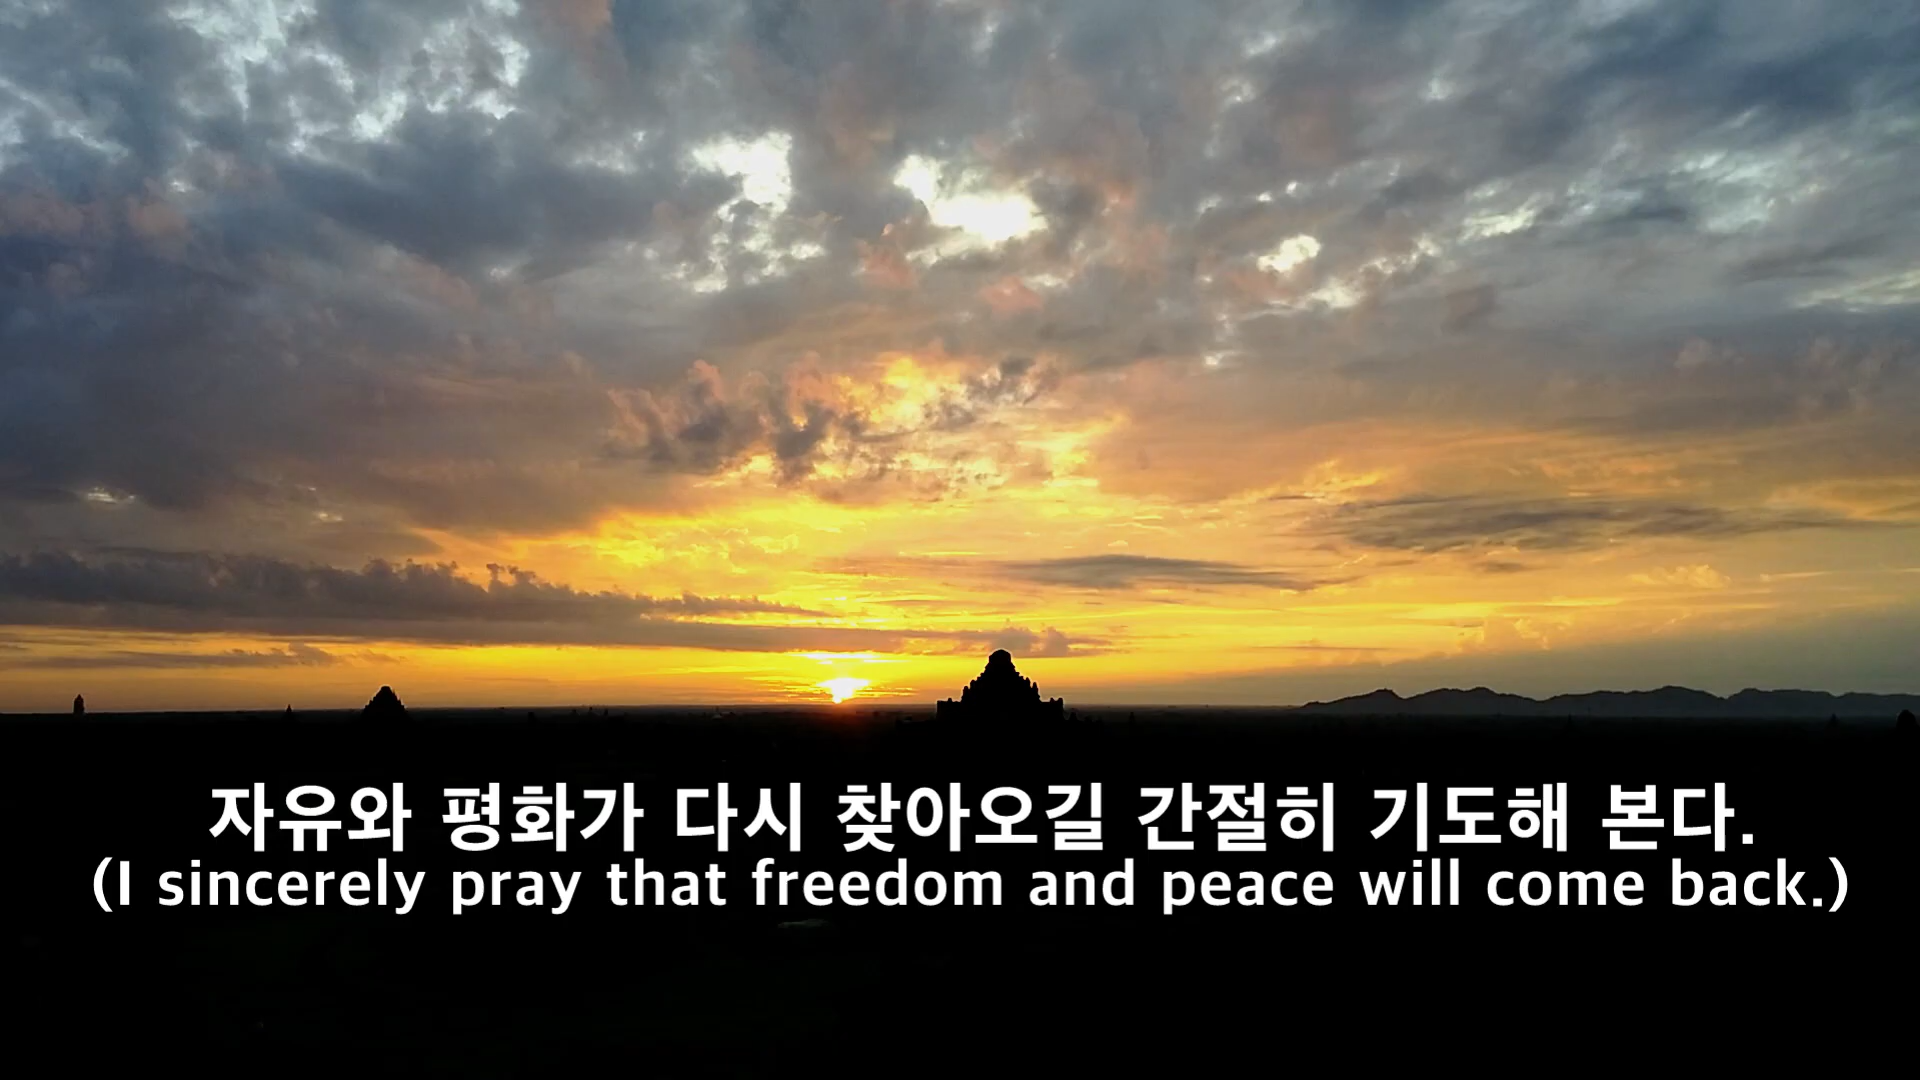 자유와 평화가 다시 찾아오길 간절히 기도해 본다.
(I sincerely pray that freedom and peace will come back.)